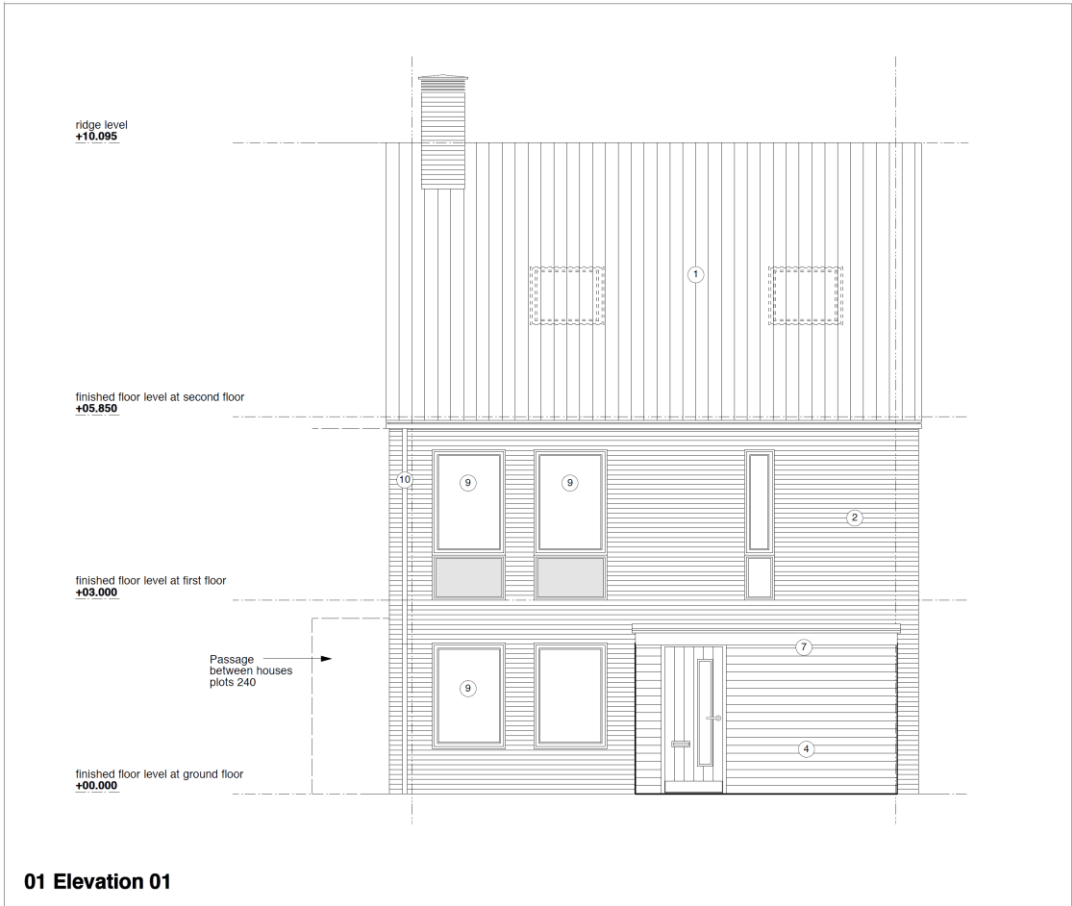 ridge level
+10.095
1
finished floor level at second floor
+05.850
10
9
9
2
finished floor level at first floor
+03.000
7
Passage
between houses
plots 240
9
4
finished floor level at ground floor
+00.000
01 Elevation 01